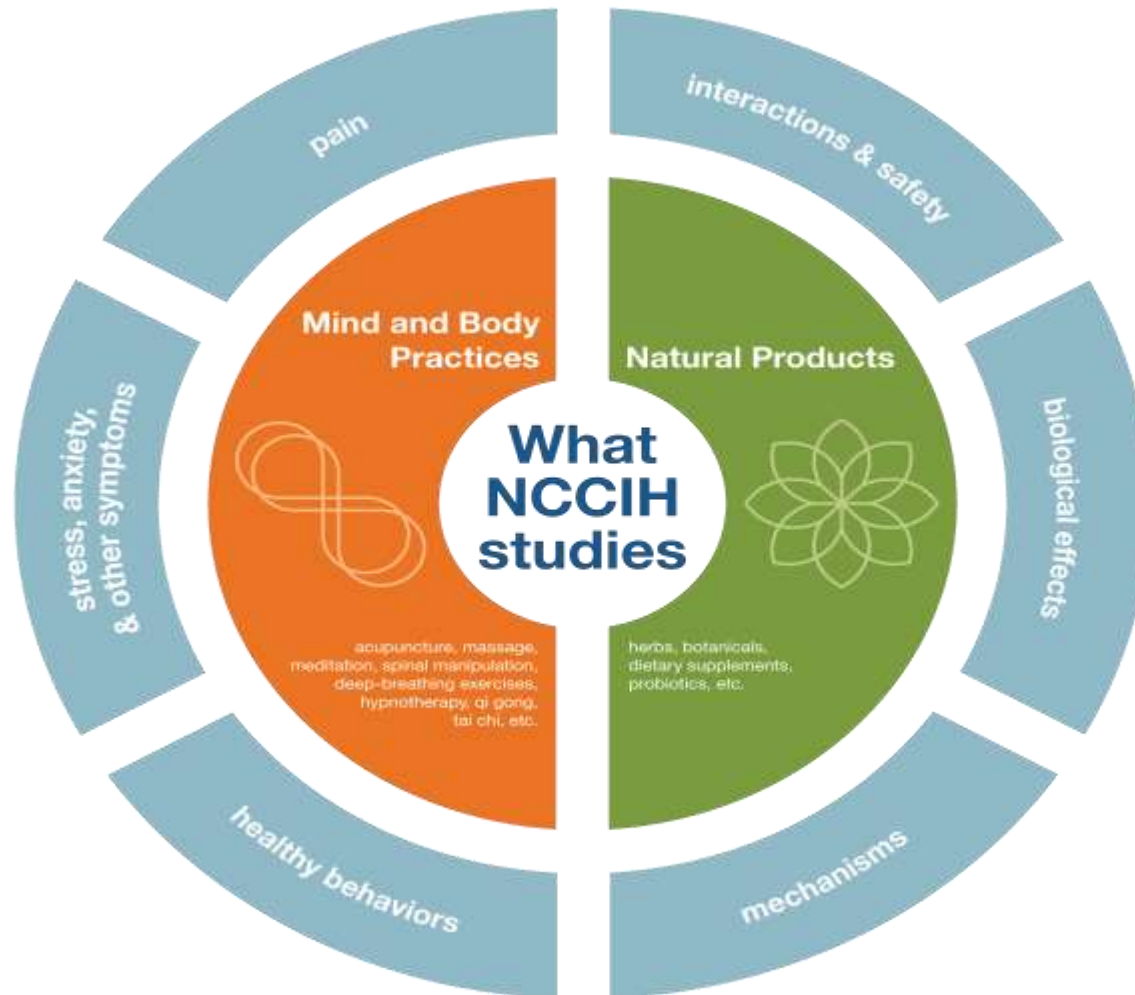 What
NCCIH
studies
Mind and Body
Practices
acupuncture, massage,
meditation, spinal manipulation,
deep-breathing exercises,
hypnotherapy, qi gong,
tai chi, etc.
Natural Products
herbs, botanicals,
dietary supplements,
probiotics, etc.
pain
interactions & safety
biological effects
mechanisms
healthy behaviors
stress, anxiety,
& other symptoms